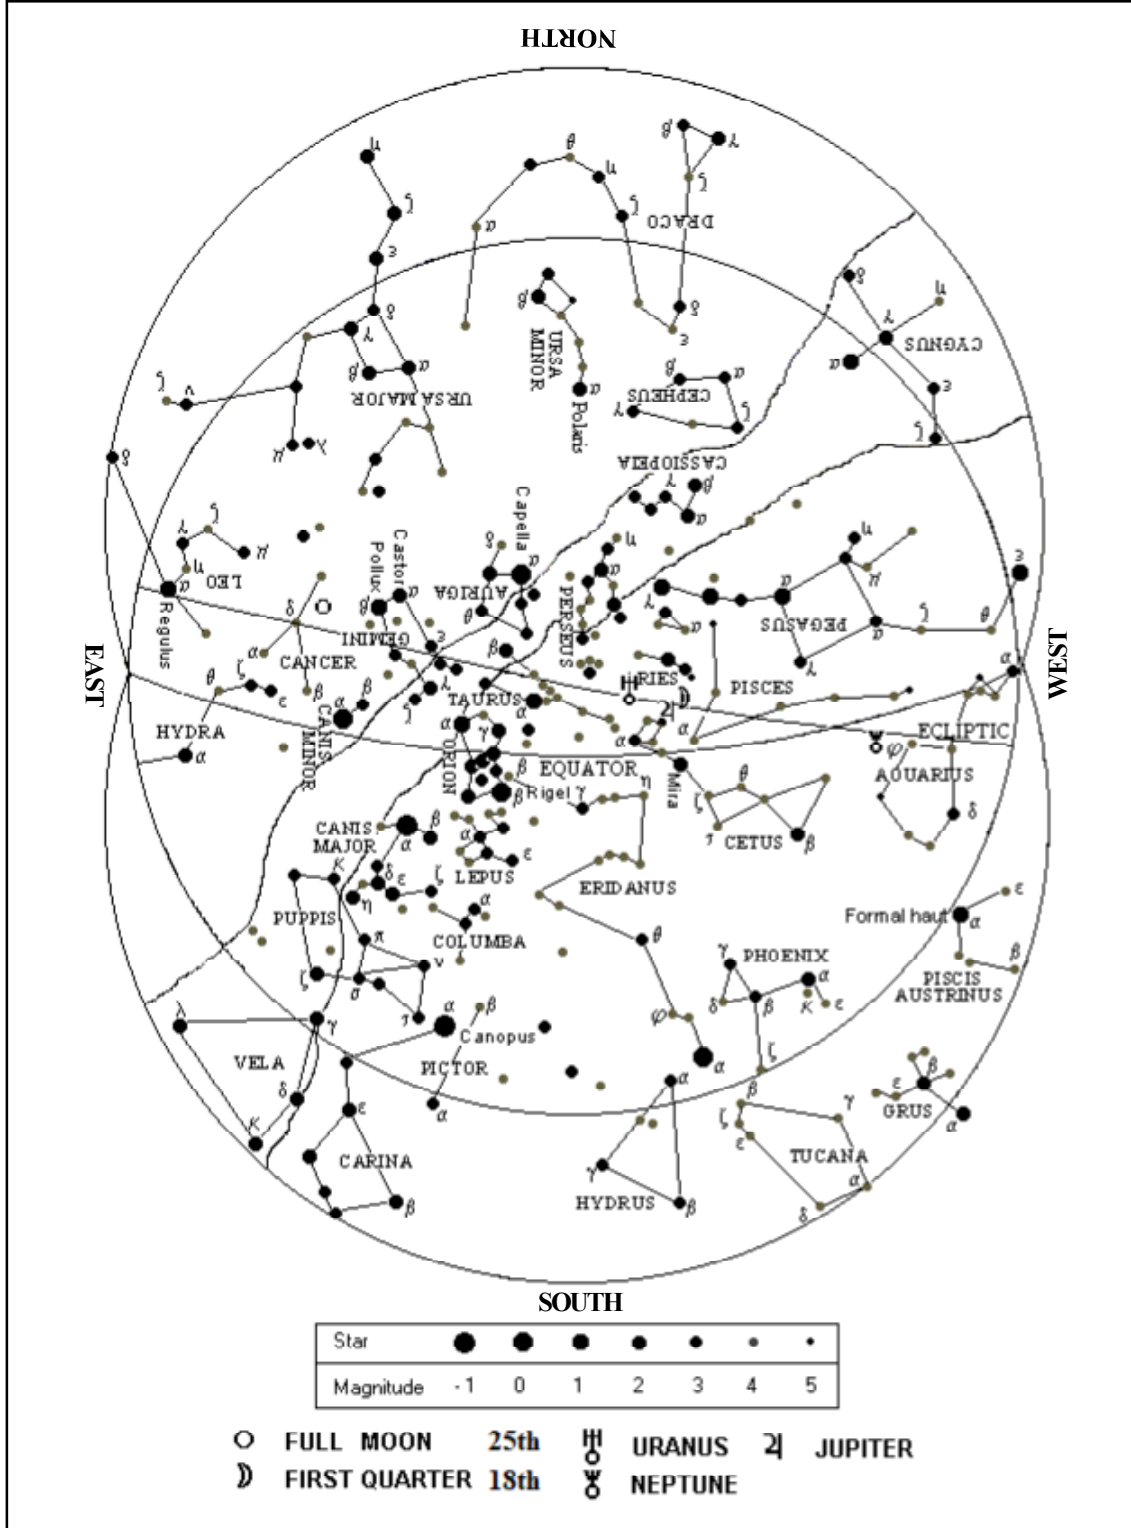 NORTH
DRACO
URSA MINOR
Polaris
CYGNUS
CEPHEUS
URSA MAJOR
CASSIOPEIA
Capella
Castor
Pollux
LEO
Regulus
AURIGA
PERSEUS
PEGASUS
GEMINI
CANCER
EAST
WEST
RIES
PISCES
TAURUS
HYDRA
CANIS MINOR
ORION
ECLIPTIC
EQUATOR
AQUARIUS
Rigel
Mira
CETUS
CANIS
MAJOR
LEPUS
ERIDANUS
PUPPIS
COLUMBA
Formal haut
PHOENIX
PISCIS
AUSTRINUS
Canopus
VELA
PICTOR
GRUS
CARINA
TUCANA
HYDRUS
SOUTH
Star
Magnitude -1 0 1 2 3 4 5
FULL MOON 25th URANUS JUPITER
FIRST QUARTER 18th NEPTUNE